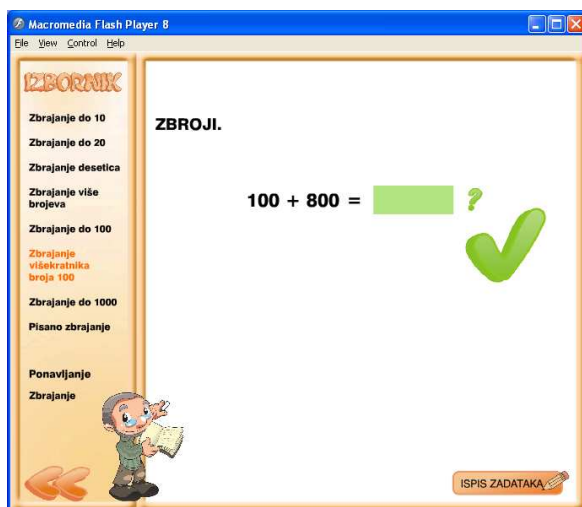 Macromedia Flash Player 8
File View Control Help
IZBORNIK
Zbrajanje do 10
Zbrajanje do 20
Zbrajanje desetica
Zbrajanje više
brojeva
Zbrajanje do 100
Zbrajanje
višekratnika
broja 100
Zbrajanje do 1000
Pisano zbrajanje
Ponavljanje
Zbrajanje
ZBROJI.
100 + 800 = ?
ISPIS ZADATAKA